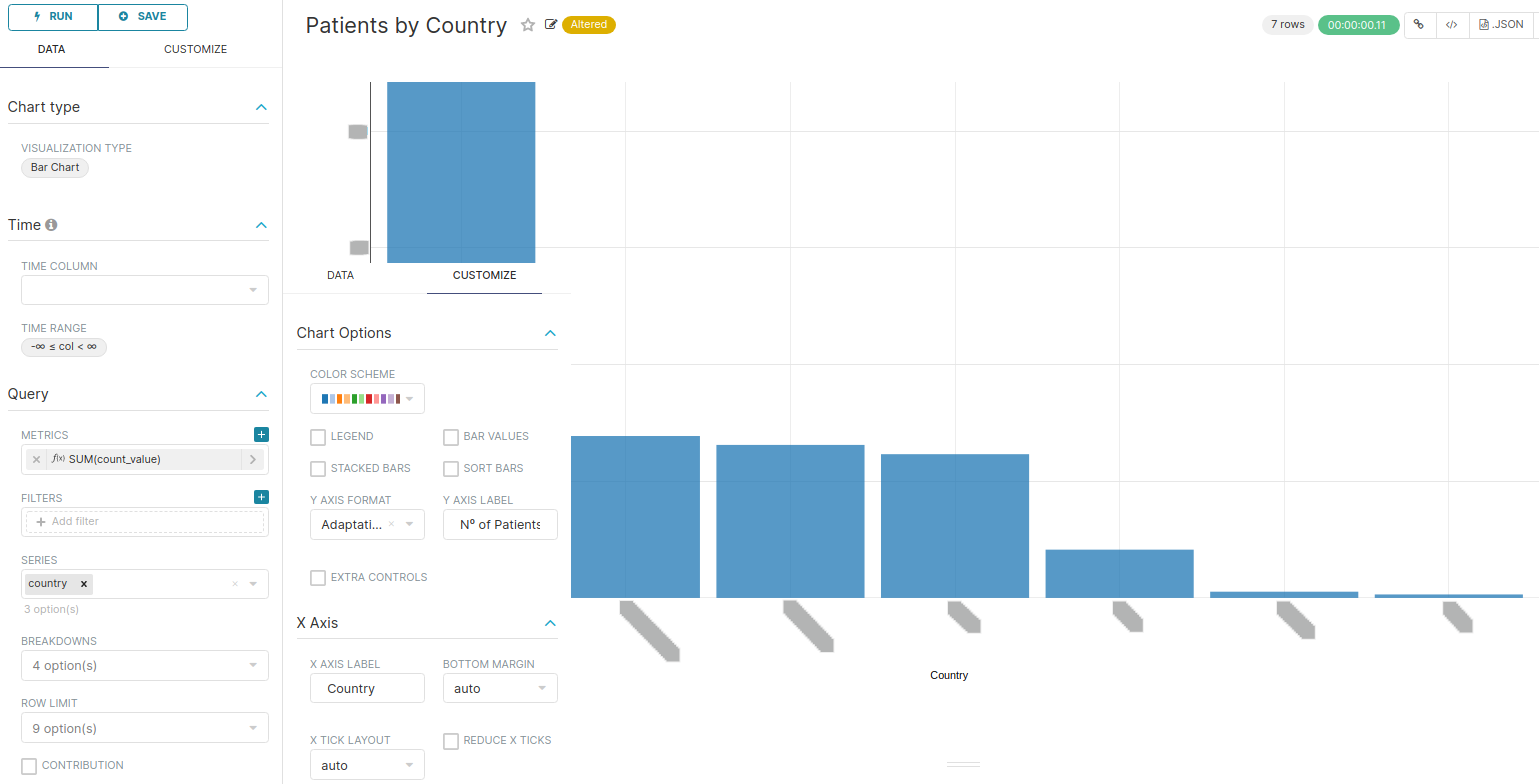 RUN
SAVE
DATA
CUSTOMIZE
Chart type
VISUALIZATION TYPE
Bar Chart
Time
TIME COLUMN
TIME RANGE
-∞ ≤ col < ∞
Query
METRICS
f(x) SUM(count_value)
FILTERS
Add filter
SERIES
country
3 option(s)
BREAKDOWNS
4 option(s)
ROW LIMIT
9 option(s)
CONTRIBUTION
Patients by Country
Altered
7 rows
00:00:00.11
.JSON
DATA
CUSTOMIZE
Chart Options
COLOR SCHEME
LEGEND
BAR VALUES
STACKED BARS
SORT BARS
Y AXIS FORMAT
Y AXIS LABEL
Adaptati...
Nº of Patients
EXTRA CONTROLS
X Axis
X AXIS LABEL
BOTTOM MARGIN
Country
auto
X TICK LAYOUT
REDUCE X TICKS
auto
Country